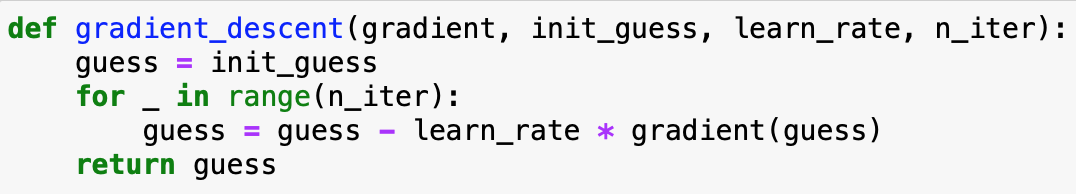 def gradient_descent(gradient, init_guess, learn_rate, n_iter):
    guess = init_guess
    for _ in range(n_iter):
        guess = guess - learn_rate * gradient(guess)
    return guess